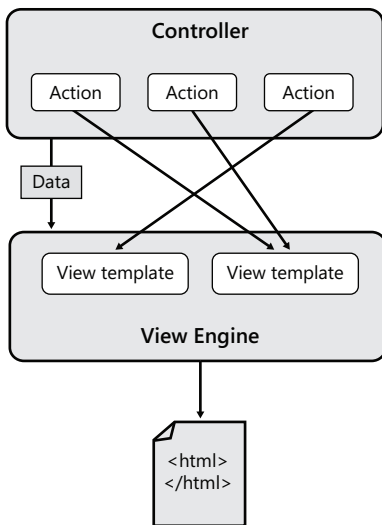 Controller
Action
Action
Action
Data
View template
View template
View Engine
<html>
</html>